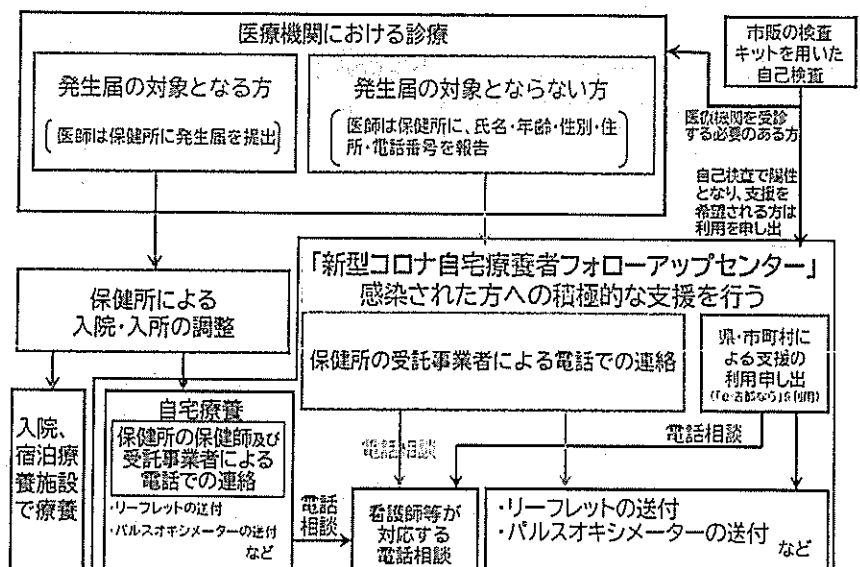 医療機関における診療
発生届の対象となる方
医師は保健所に発生届を提出
発生届の対象とならない方
医師は保健所に、氏名・年齢・性別・住
所・電話番号を報告
市販の検査
キットを用いた
自己検査
医療機関を受診
する必要のある方
自己検査で陽性
となり、支援を
希望される方は
利用を申し出
「新型コロナ自宅療養者フォローアップセンター」
感染された方への積極的な支援を行う
保健所による
入院・入所の調整
保健所の受託事業者による電話での連絡
県・市町村に
よる支援の
利用申し出
(「e-古都なら」を利用)
入院、
宿泊療
養施設
で療養
自宅療養
保健所の保健師及び
受託事業者による
電話での連絡
・リーフレットの送付
・パルスオキシメーターの送付
など
電話
相談
電話相談
電話相談
看護師等が
対応する
電話相談
・リーフレットの送付
・パルスオキシメーターの送付
など